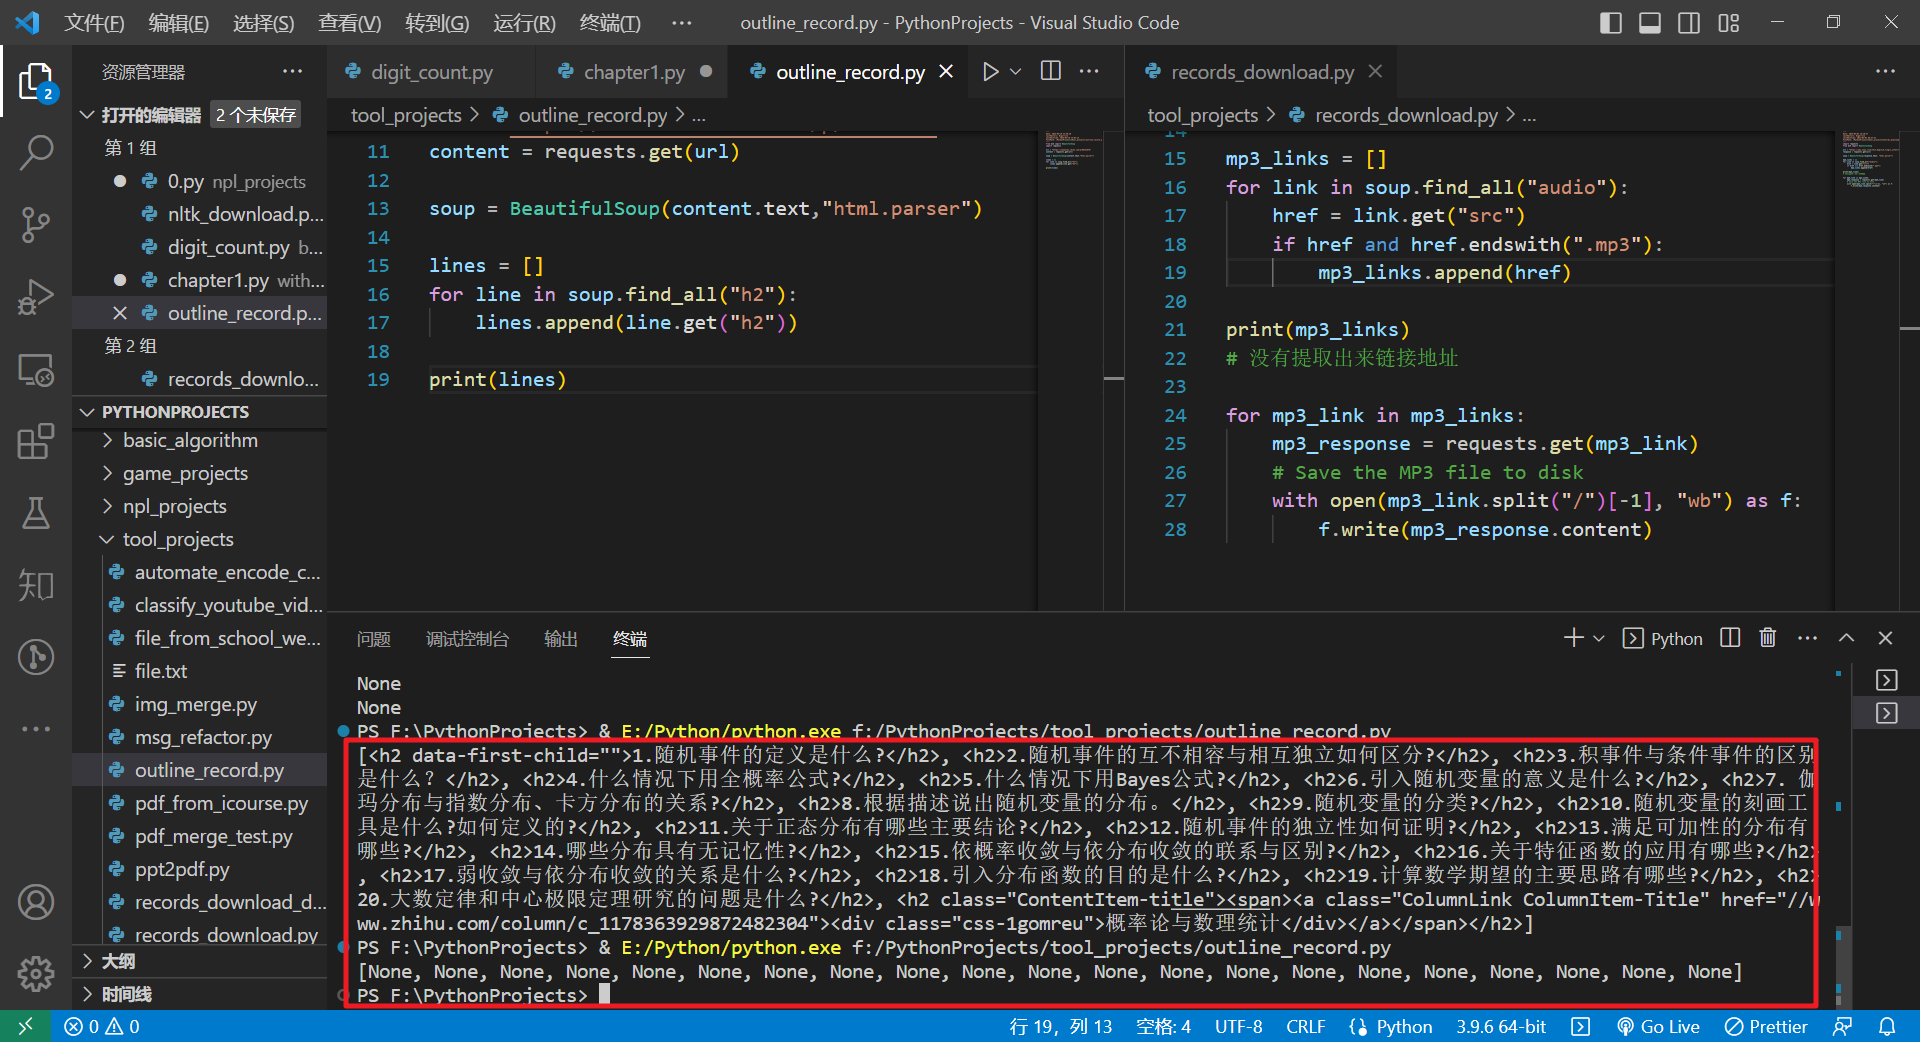 文件(F) 编辑(E) 选择(S) 查看(V) 转到(G) 运行(R) 终端(T) ··· outline_record.py - PythonProjects - Visual Studio Code
资源管理器 ···
2
打开的编辑器 2 个未保存
第 1 组
0.py npl_projects
nltk_download.p...
digit_count.py b...
chapter1.py with...
outline_record.p...
第 2 组
records_downlo...
PYTHONPROJECTS
basic_algorithm
game_projects
npl_projects
tool_projects
automate_encode_c...
classify_youtube_vid...
file_from_school_we...
file.txt
img_merge.py
msg_refactor.py
outline_record.py
pdf_from_icourse.py
pdf_merge_test.py
ppt2pdf.py
records_download_d...
records_download.py
大纲
时间线
知
digit_count.py chapter1.py outline_record.py
tool_projects > outline_record.py > ...
11 content = requests.get(url)
12
13 soup = BeautifulSoup(content.text,"html.parser")
14
15 lines = []
16 for line in soup.find_all("h2"):
17 lines.append(line.get("h2"))
18
19 print(lines)
records_download.py
tool_projects > records_download.py > ...
14
15 mp3_links = []
16 for link in soup.find_all("audio"):
17 href = link.get("src")
18 if href and href.endswith(".mp3"):
19 mp3_links.append(href)
20
21 print(mp3_links)
22 # 没有提取出来链接地址
23
24 for mp3_link in mp3_links:
25 mp3_response = requests.get(mp3_link)
26 # Save the MP3 file to disk
27 with open(mp3_link.split("/")[-1], "wb") as f:
28 f.write(mp3_response.content)
问题 调试控制台 输出 终端 Python
None
None
PS F:\PythonProjects> & E:/Python/python.exe f:/PythonProjects/tool_projects/outline_record.py
[<h2 data-first-child="">1.随机事件的定义是什么?</h2>, <h2>2.随机事件的互不相容与相互独立如何区分?</h2>, <h2>3.积事件与条件事件的区别
是什么? </h2>, <h2>4.什么情况下用全概率公式?</h2>, <h2>5.什么情况下用Bayes公式?</h2>, <h2>6.引入随机变量的意义是什么?</h2>, <h2>7. 伽
玛分布与指数分布、卡方分布的关系?</h2>, <h2>8.根据描述说出随机变量的分布。</h2>, <h2>9.随机变量的分类?</h2>, <h2>10.随机变量的刻画工
具是什么?如何定义的?</h2>, <h2>11.关于正态分布有哪些主要结论?</h2>, <h2>12.随机事件的独立性如何证明?</h2>, <h2>13.满足可加性的分布有
哪些?</h2>, <h2>14.哪些分布具有无记忆性?</h2>, <h2>15.依概率收敛与依分布收敛的联系与区别?</h2>, <h2>16.关于特征函数的应用有哪些?</h2>
, <h2>17.弱收敛与依分布收敛的关系是什么?</h2>, <h2>18.引入分布函数的目的是什么?</h2>, <h2>19.计算数学期望的主要思路有哪些?</h2>, <h2>
20.大数定律和中心极限定理研究的问题是什么?</h2>, <h2 class="ContentItem-title"><span><a class="ColumnLink ColumnItem-Title" href="//w
ww.zhihu.com/column/c_1178363929872482304"><div class="css-1gomreu">概率论与数理统计</div></a></span></h2>]
PS F:\PythonProjects> & E:/Python/python.exe f:/PythonProjects/tool_projects/outline_record.py
[None, None, None, None, None, None, None, None, None, None, None, None, None, None, None, None, None, None, None, None, None]
PS F:\PythonProjects>
0 0 行 19, 列 13 空格: 4 UTF-8 CRLF Python 3.9.6 64-bit Go Live Prettier